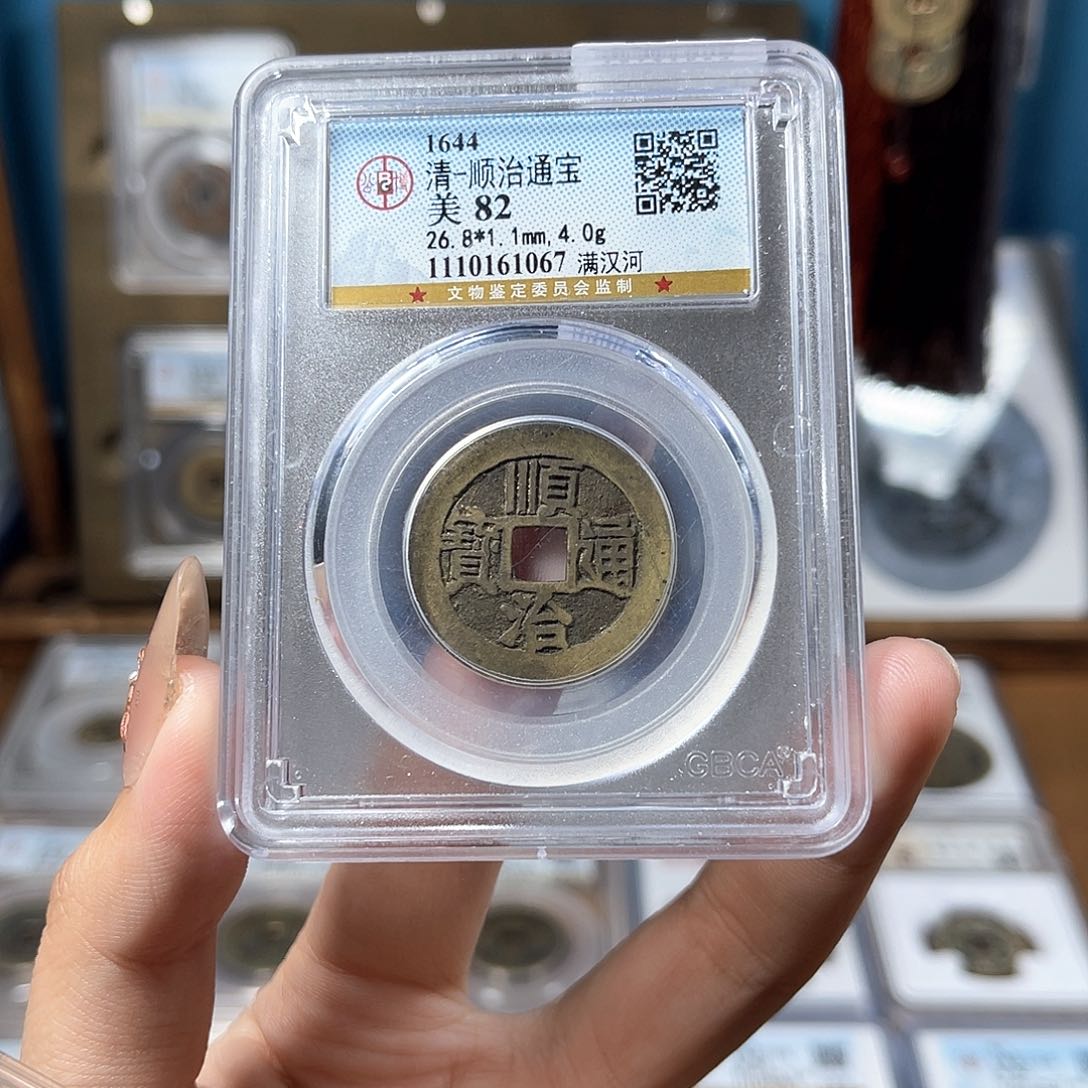 1644
清-顺治通宝
美 82
26.8*1.1mm,4.0g
1110161067 满汉河
★ 文物鉴定委员会监制 ★
順
寶 通
治
GBCA®